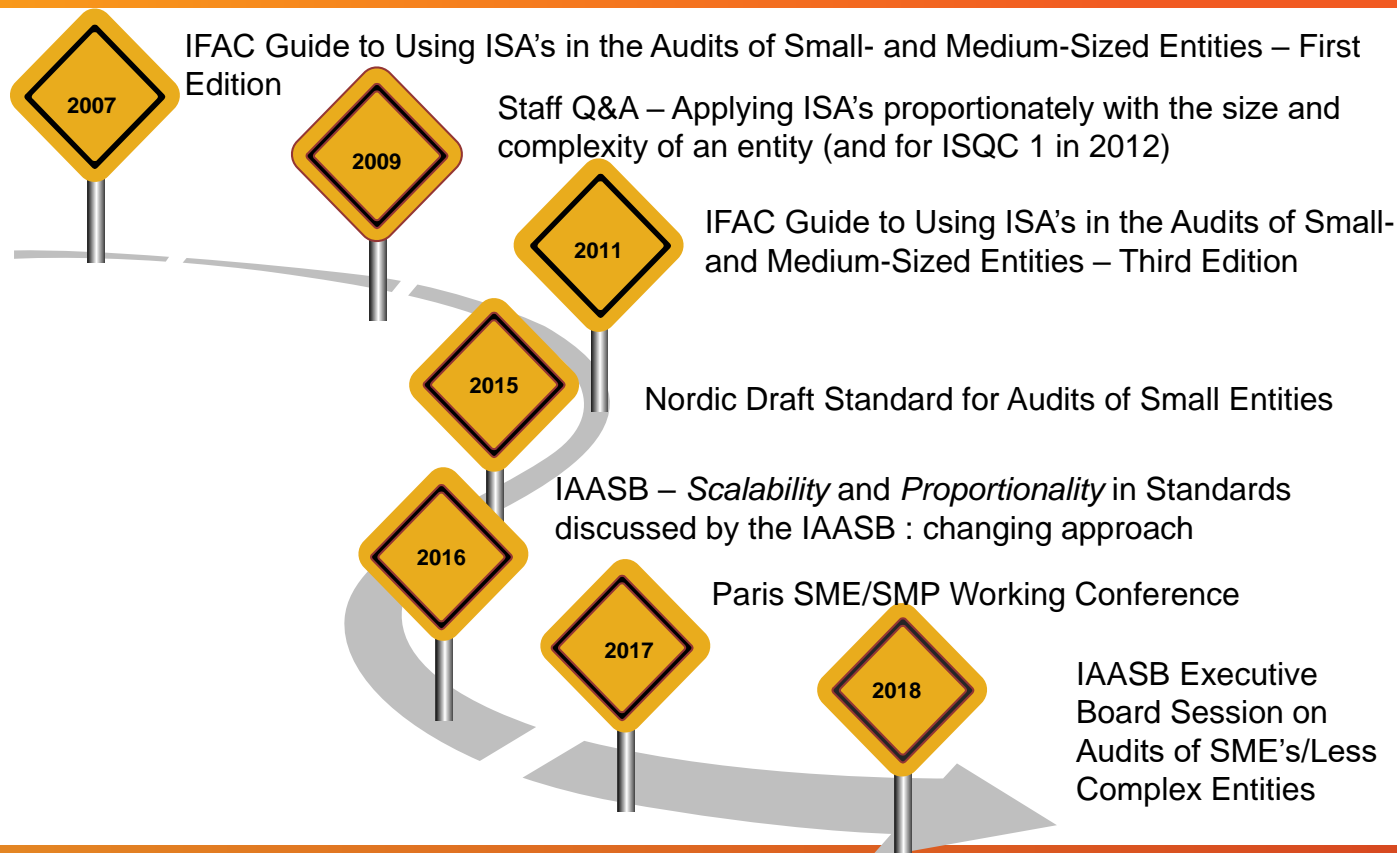 2007
IFAC Guide to Using ISA's in the Audits of Small- and Medium-Sized Entities – First
Edition
2009
Staff Q&A – Applying ISA's proportionately with the size and
complexity of an entity (and for ISQC 1 in 2012)
2011
IFAC Guide to Using ISA's in the Audits of Small-
and Medium-Sized Entities – Third Edition
2015
Nordic Draft Standard for Audits of Small Entities
2016
IAASB – Scalability and Proportionality in Standards
discussed by the IAASB : changing approach
2017
Paris SME/SMP Working Conference
2018
IAASB Executive
Board Session on
Audits of SME's/Less
Complex Entities